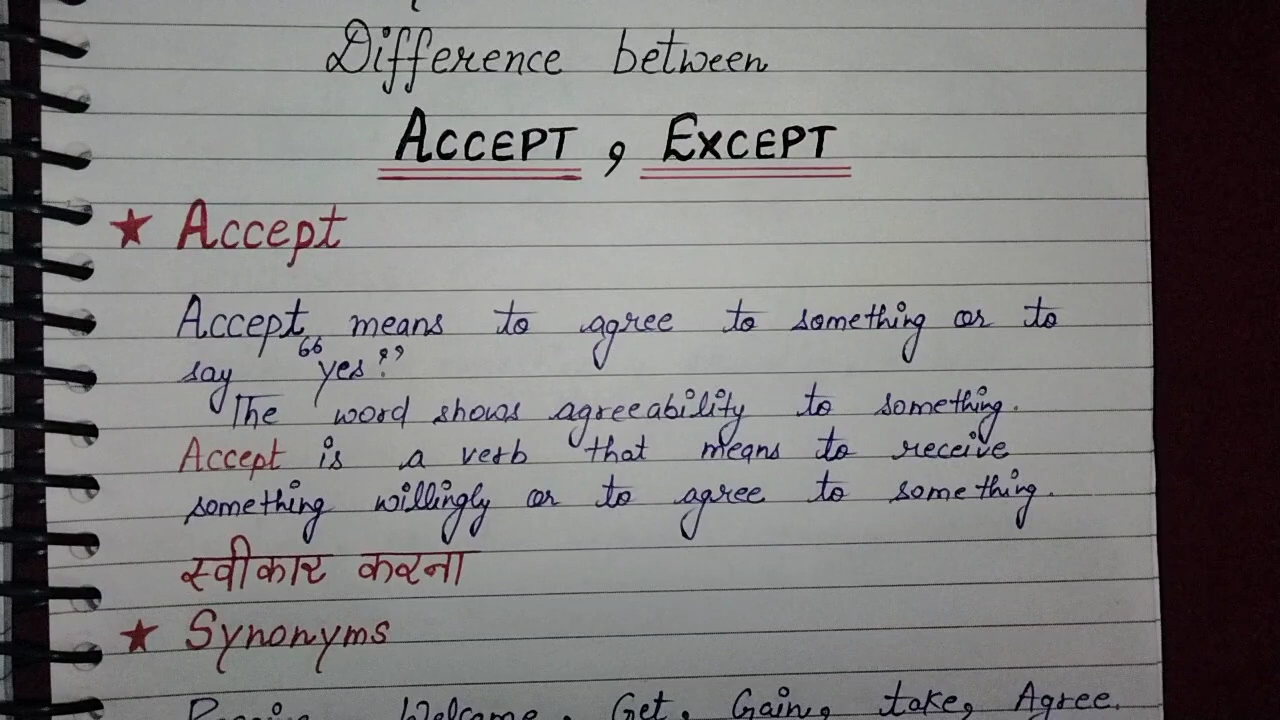 Difference between
ACCEPT, EXCEPT
★ Accept
Accept means to agree to something or to
say “yes”
The word shows agreeability to something.
Accept is a verb that means to receive
something willingly or to agree to something.
स्वीकार करना
★ Synonyms
Welcome, Get, Gain, take, Agree.